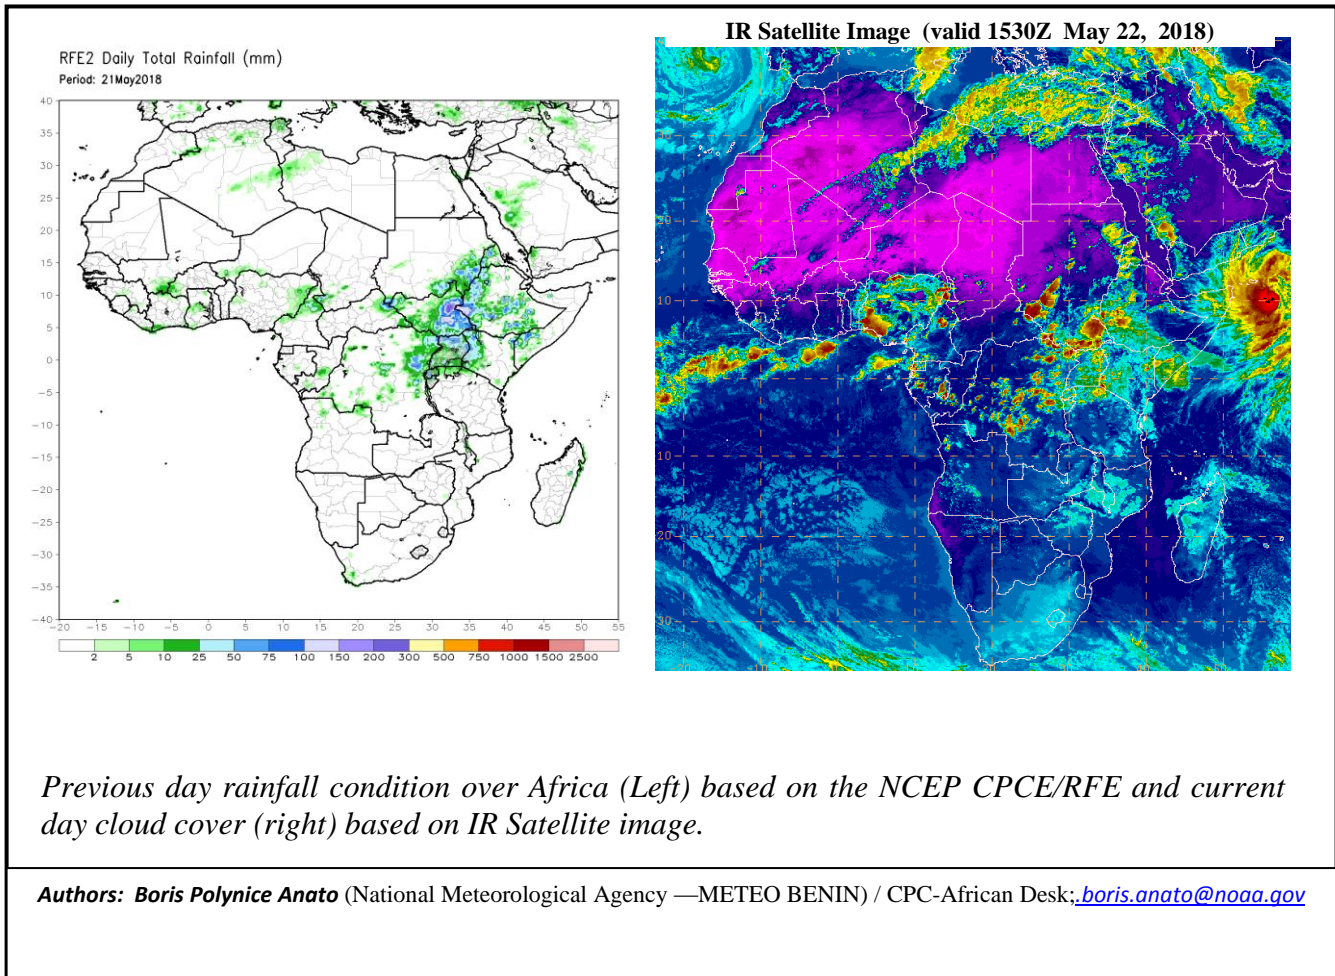 IR Satellite Image (valid 1530Z May 22, 2018)
RFE2 Daily Total Rainfall (mm)
Period: 21May2018
40
35
30
25
20
15
10
5
0
-5
-10
-15
-20
-25
-30
-35
-40
-20 -15 -10 -5 0 5 10 15 20 25 30 35 40 45 50 55
2 5 10 25 50 75 100 150 200 300 500 750 1000 1500 2500
10
10
20
30
Previous day rainfall condition over Africa (Left) based on the NCEP CPCE/RFE and current
day cloud cover (right) based on IR Satellite image.
Authors: Boris Polynice Anato (National Meteorological Agency —METEO BENIN) / CPC-African Desk;.boris.anato@noaa.gov